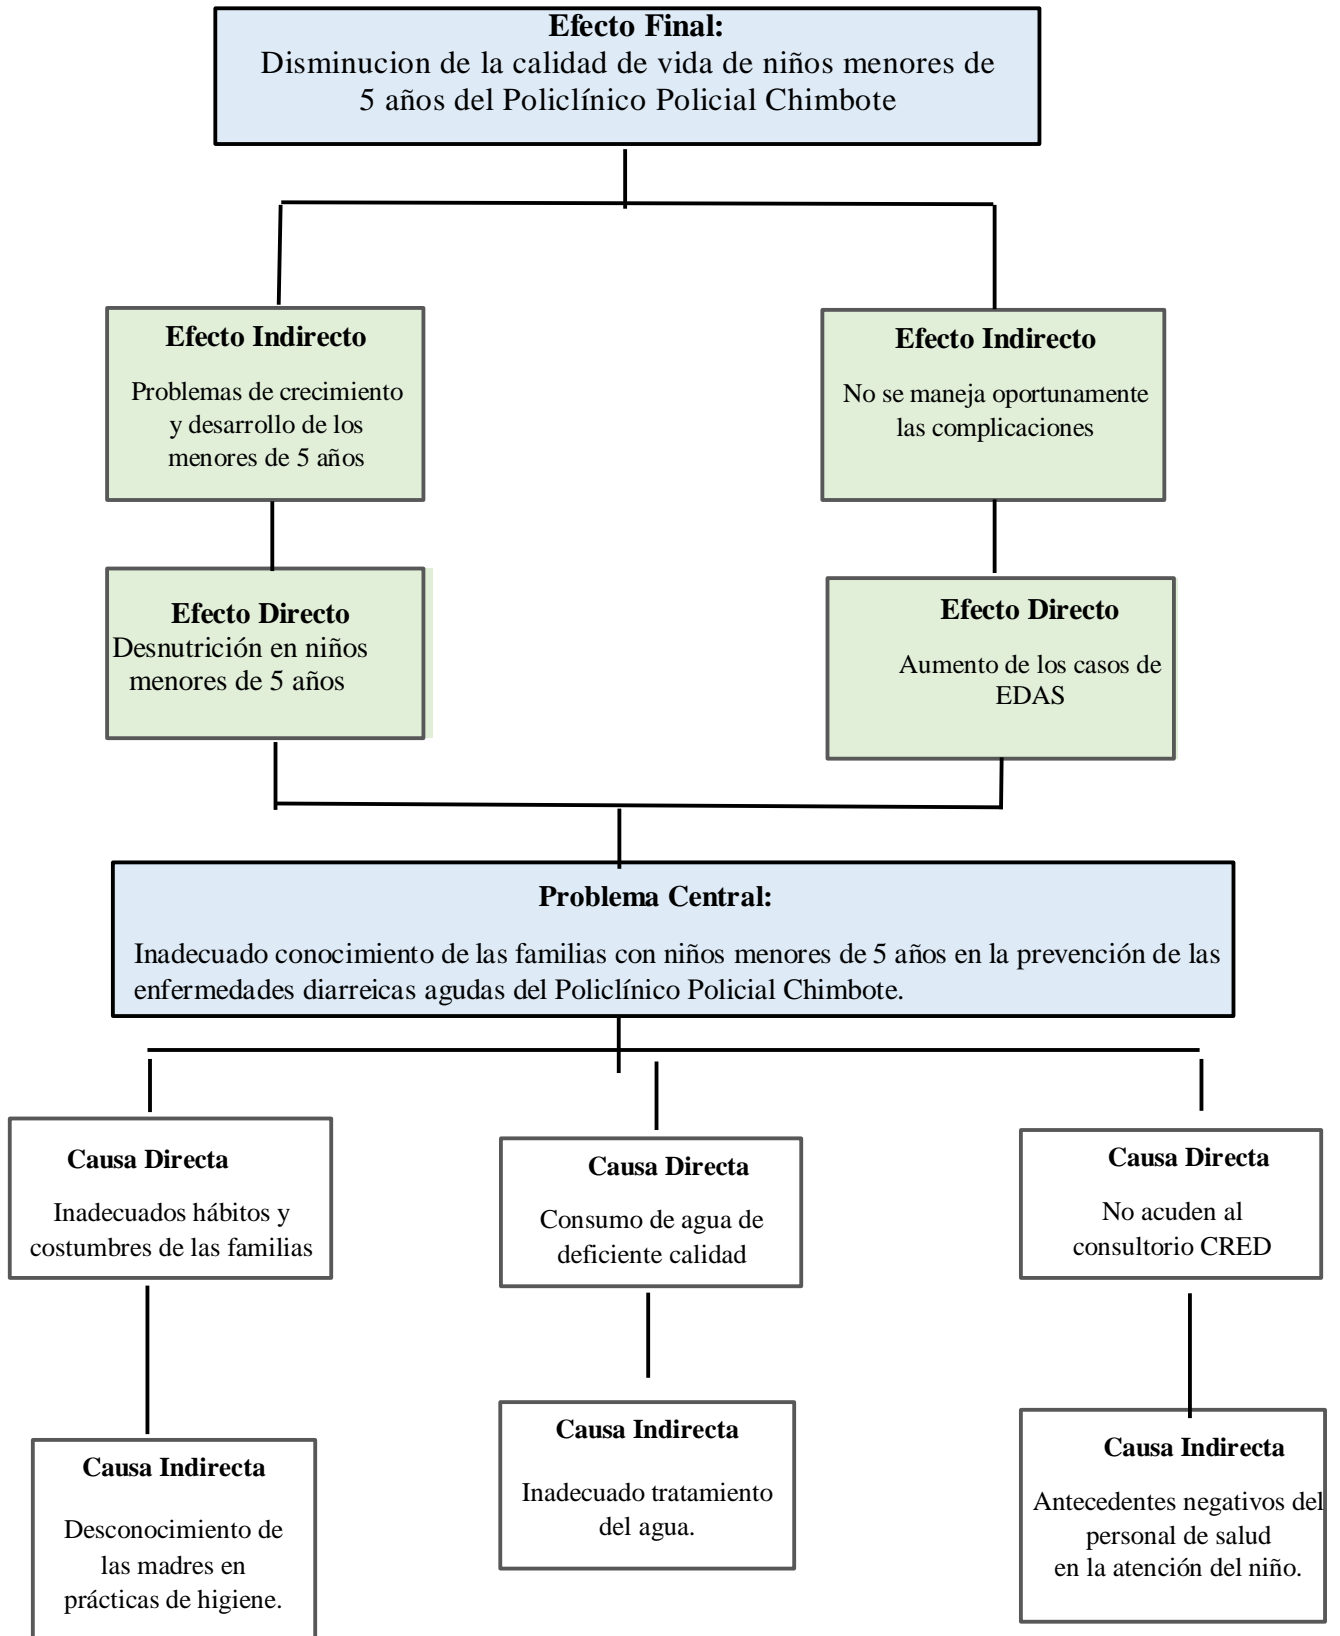 Efecto Final:
Disminucion de la calidad de vida de niños menores de
5 años del Policlínico Policial Chimbote
Efecto Indirecto
Problemas de crecimiento
y desarrollo de los
menores de 5 años
Efecto Indirecto
No se maneja oportunamente
las complicaciones
Efecto Directo
Desnutrición en niños
menores de 5 años
Efecto Directo
Aumento de los casos de
EDAS
Problema Central:
Inadecuado conocimiento de las familias con niños menores de 5 años en la prevención de las
enfermedades diarreicas agudas del Policlínico Policial Chimbote.
Causa Directa
Inadecuados hábitos y
costumbres de las familias
Causa Directa
Consumo de agua de
deficiente calidad
Causa Directa
No acuden al
consultorio CRED
Causa Indirecta
Desconocimiento de
las madres en
prácticas de higiene.
Causa Indirecta
Inadecuado tratamiento
del agua.
Causa Indirecta
Antecedentes negativos del
personal de salud
en la atención del niño.